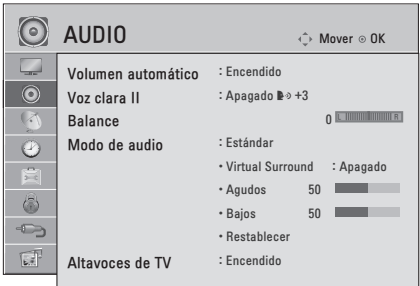 AUDIO
Mover OK
Volumen automático : Encendido
Voz clara II : Apagado +3
Balance 0 L R
Modo de audio : Estándar
• Virtual Surround : Apagado
• Agudos 50
• Bajos 50
• Restablecer
Altavoces de TV : Encendido